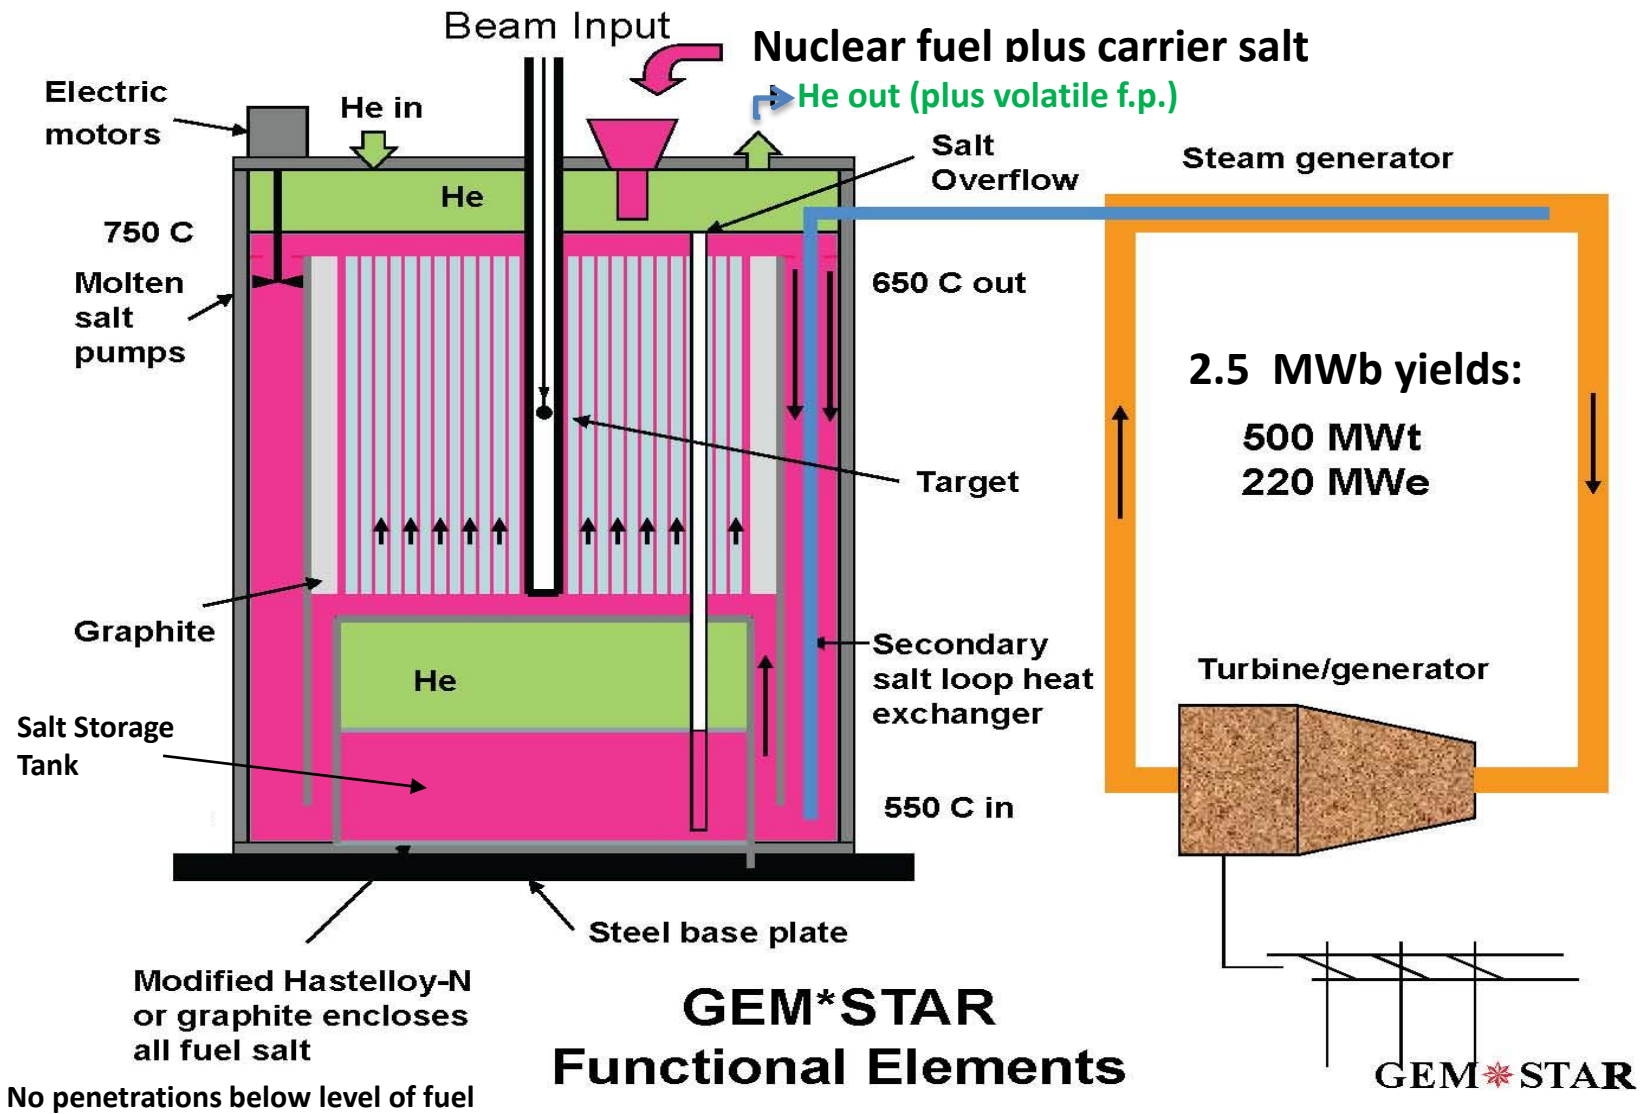 Beam Input
Nuclear fuel plus carrier salt
He out (plus volatile f.p.)
Electric
motors
He in
Salt
Overflow
Steam generator
He
750 C
Molten
salt
pumps
650 C out
2.5 MWb yields:
500 MWt
220 MWe
Target
Graphite
Secondary
salt loop heat
exchanger
Turbine/generator
He
Salt Storage
Tank
550 C in
Steel base plate
Modified Hastelloy-N
or graphite encloses
all fuel salt
No penetrations below level of fuel
GEM*STAR
Functional Elements
GEM✴STAR